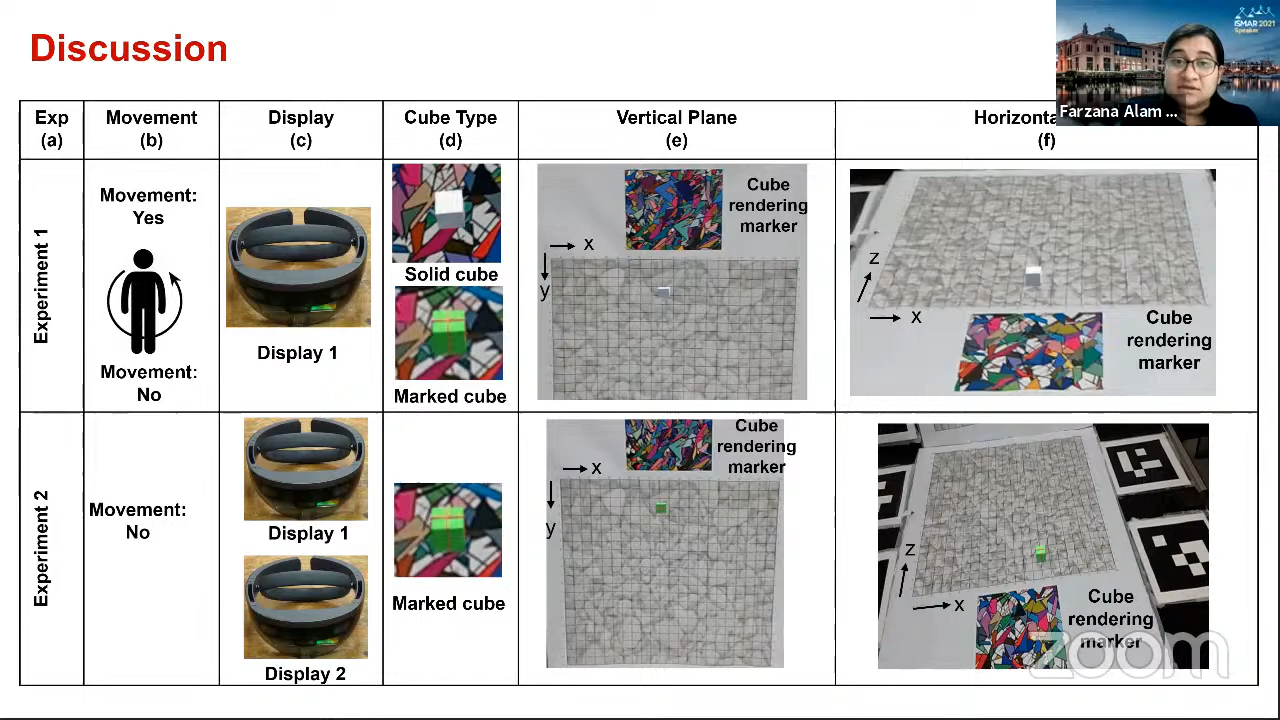 Discussion
ISMAR 2021
Speaker
Farzana Alam ...
Exp
(a)
Movement
(b)
Display
(c)
Cube Type
(d)
Vertical Plane
(e)
Horizonta
(f)
Experiment 1
Movement:
Yes
Movement:
No
Display 1
Solid cube
Marked cube
Cube
rendering
marker
x
y
z
x
Cube
rendering
marker
Experiment 2
Movement:
No
Display 1
Display 2
Marked cube
Cube
rendering
marker
x
y
z
x
Cube
rendering
marker
zoom